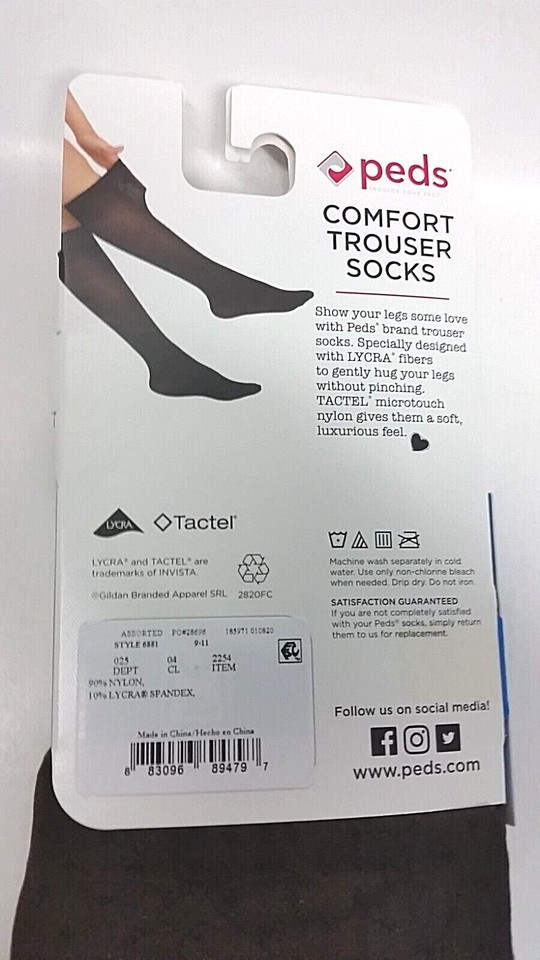 peds
COMFORT
TROUSER
SOCKS
Show your legs some love
with Peds® brand trouser
socks. Specially designed
with LYCRA® fibers
to gently hug your legs
without pinching.
TACTEL® microtouch
nylon gives them a soft,
luxurious feel.
LYCRA
Tactel®
LYCRA® and TACTEL® are
trademarks of INVISTA.
©Gildan Branded Apparel SRL 2820FC
Machine wash separately in cold
water. Use only non-chlorine bleach
when needed. Drip dry. Do not iron.
SATISFACTION GUARANTEED
If you are not completely satisfied
with your Peds® socks, simply return
them to us for replacement.
ASSORTED PO#28696 185971 010820
STYLE 6881 9-11
025 04 2254
DEPT CL ITEM
90% NYLON,
10% LYCRA® SPANDEX,
Made in China/Hecho en China
8 83096 89479 7
Follow us on social media!
www.peds.com